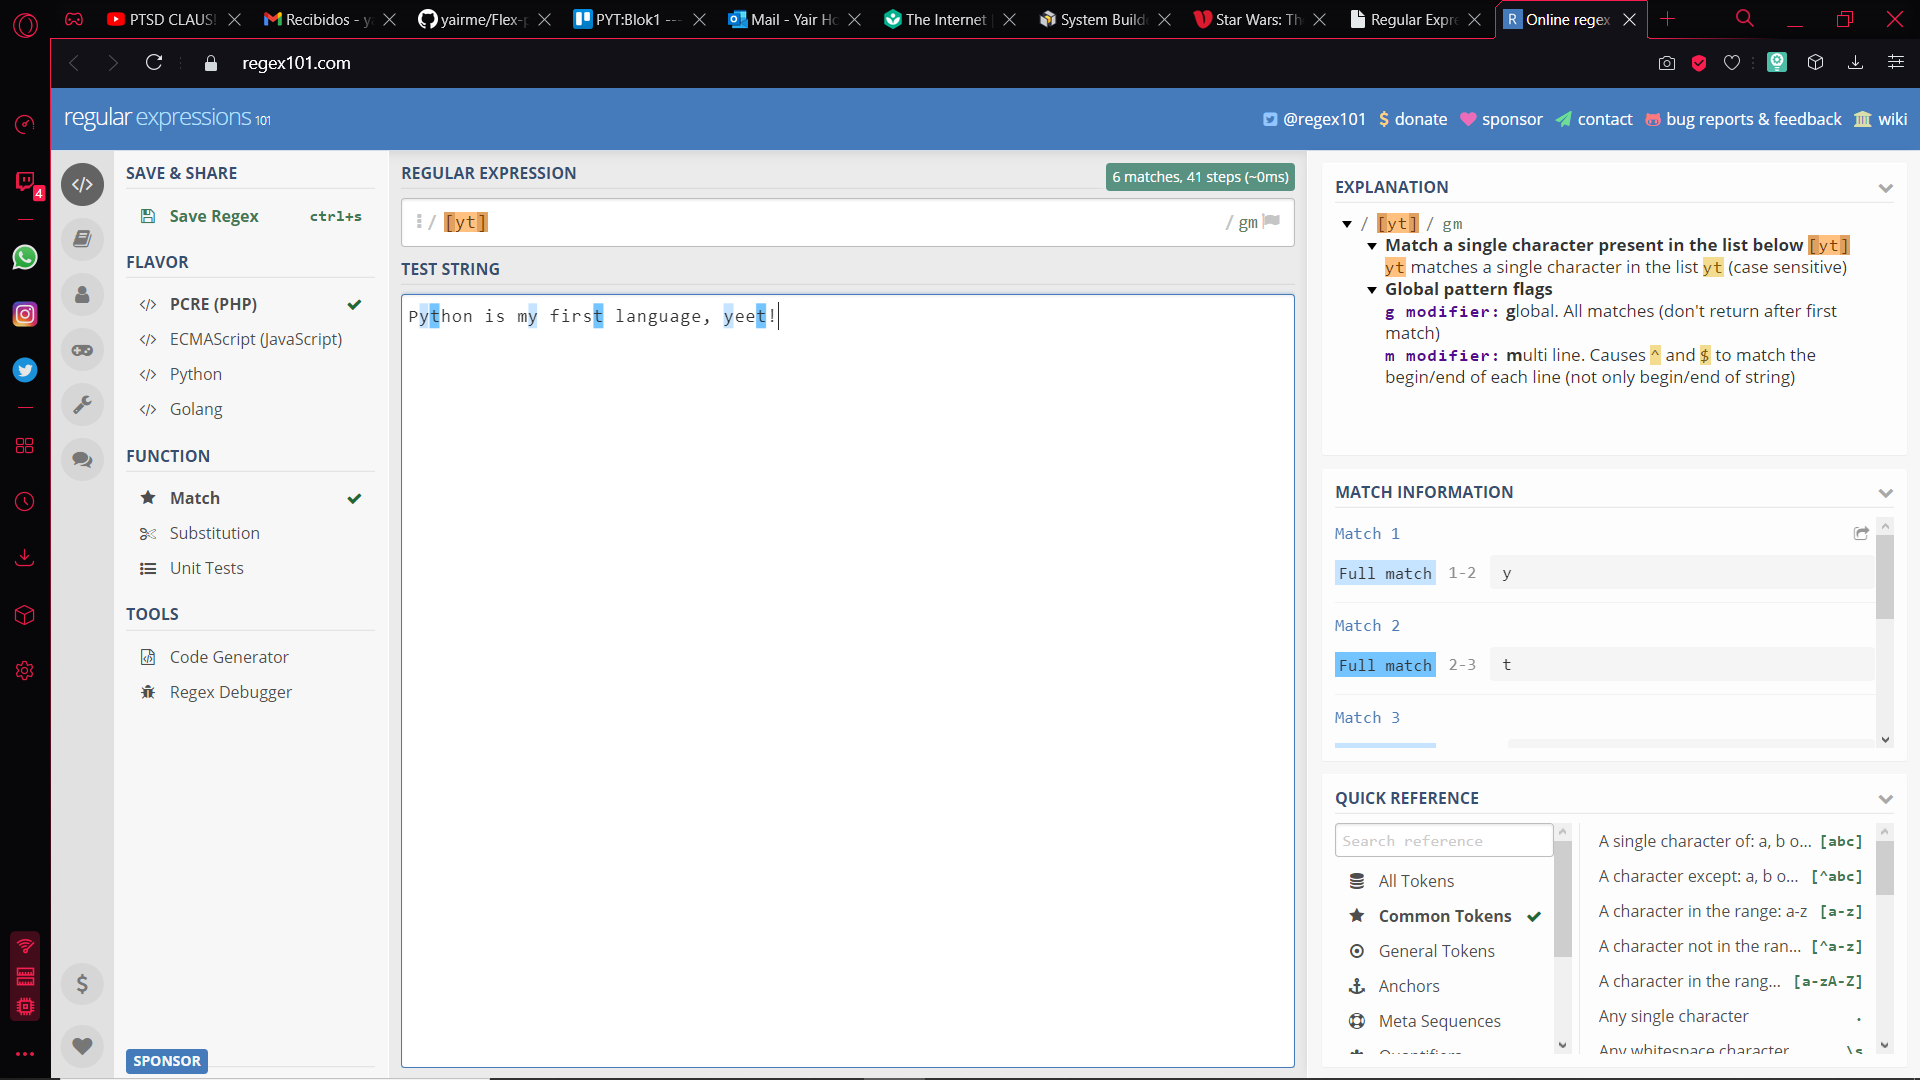 PTSD CLAUS!
Recibidos - y
yairme/Flex-p
PYT:Blok1 ---
Mail - Yair H
The Internet
System Build
Star Wars: Th
Regular Expre
Online regex
regex101.com
regular expressions 101
@regex101
donate
sponsor
contact
bug reports & feedback
wiki
4
SAVE & SHARE
Save Regex ctrl+s
FLAVOR
</> PCRE (PHP)
</> ECMAScript (JavaScript)
</> Python
</> Golang
FUNCTION
Match
Substitution
Unit Tests
TOOLS
Code Generator
Regex Debugger
SPONSOR
REGULAR EXPRESSION
6 matches, 41 steps (~0ms)
/ [yt] / gm
TEST STRING
Python is my first language, yeet!
EXPLANATION
/ [yt] / gm
Match a single character present in the list below [yt]
yt matches a single character in the list yt (case sensitive)
Global pattern flags
g modifier: global. All matches (don't return after first
match)
m modifier: multi line. Causes ^ and $ to match the
begin/end of each line (not only begin/end of string)
MATCH INFORMATION
Match 1
Full match 1-2 y
Match 2
Full match 2-3 t
Match 3
QUICK REFERENCE
Search reference
All Tokens
Common Tokens
General Tokens
Anchors
Meta Sequences
Quantifiers
A single character of: a, b o... [abc]
A character except: a, b o... [^abc]
A character in the range: a-z [a-z]
A character not in the ran... [^a-z]
A character in the rang... [a-zA-Z]
Any single character .
Any whitespace character \s